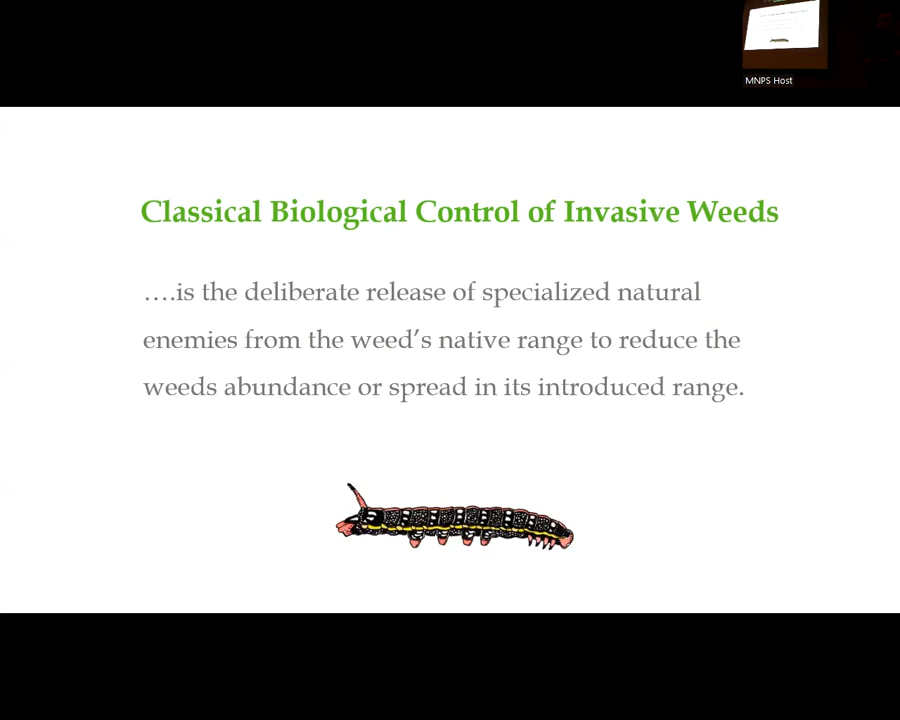 MNPS Host
Classical Biological Control of Invasive Weeds
….is the deliberate release of specialized natural
enemies from the weed’s native range to reduce the
weeds abundance or spread in its introduced range.